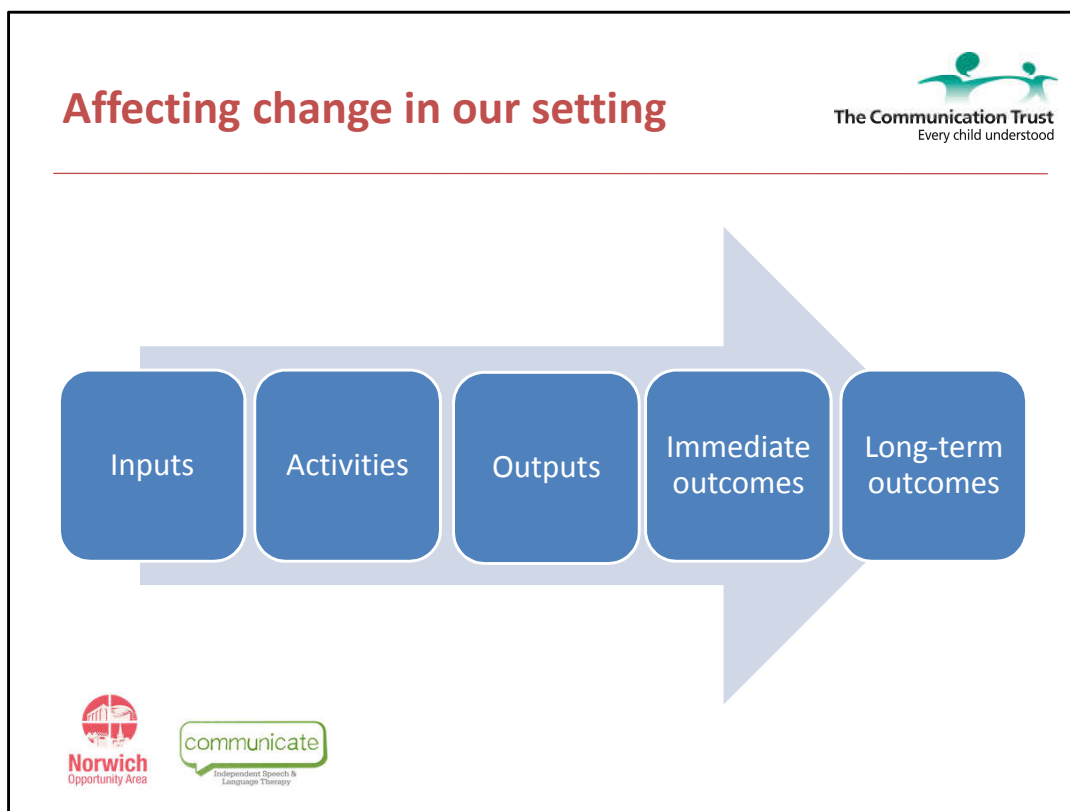 Affecting change in our setting
The Communication Trust
Every child understood
Inputs
Activities
Outputs
Immediate
outcomes
Long-term
outcomes
Norwich
Opportunity Area
communicate
Independent Speech &
Language Therapy